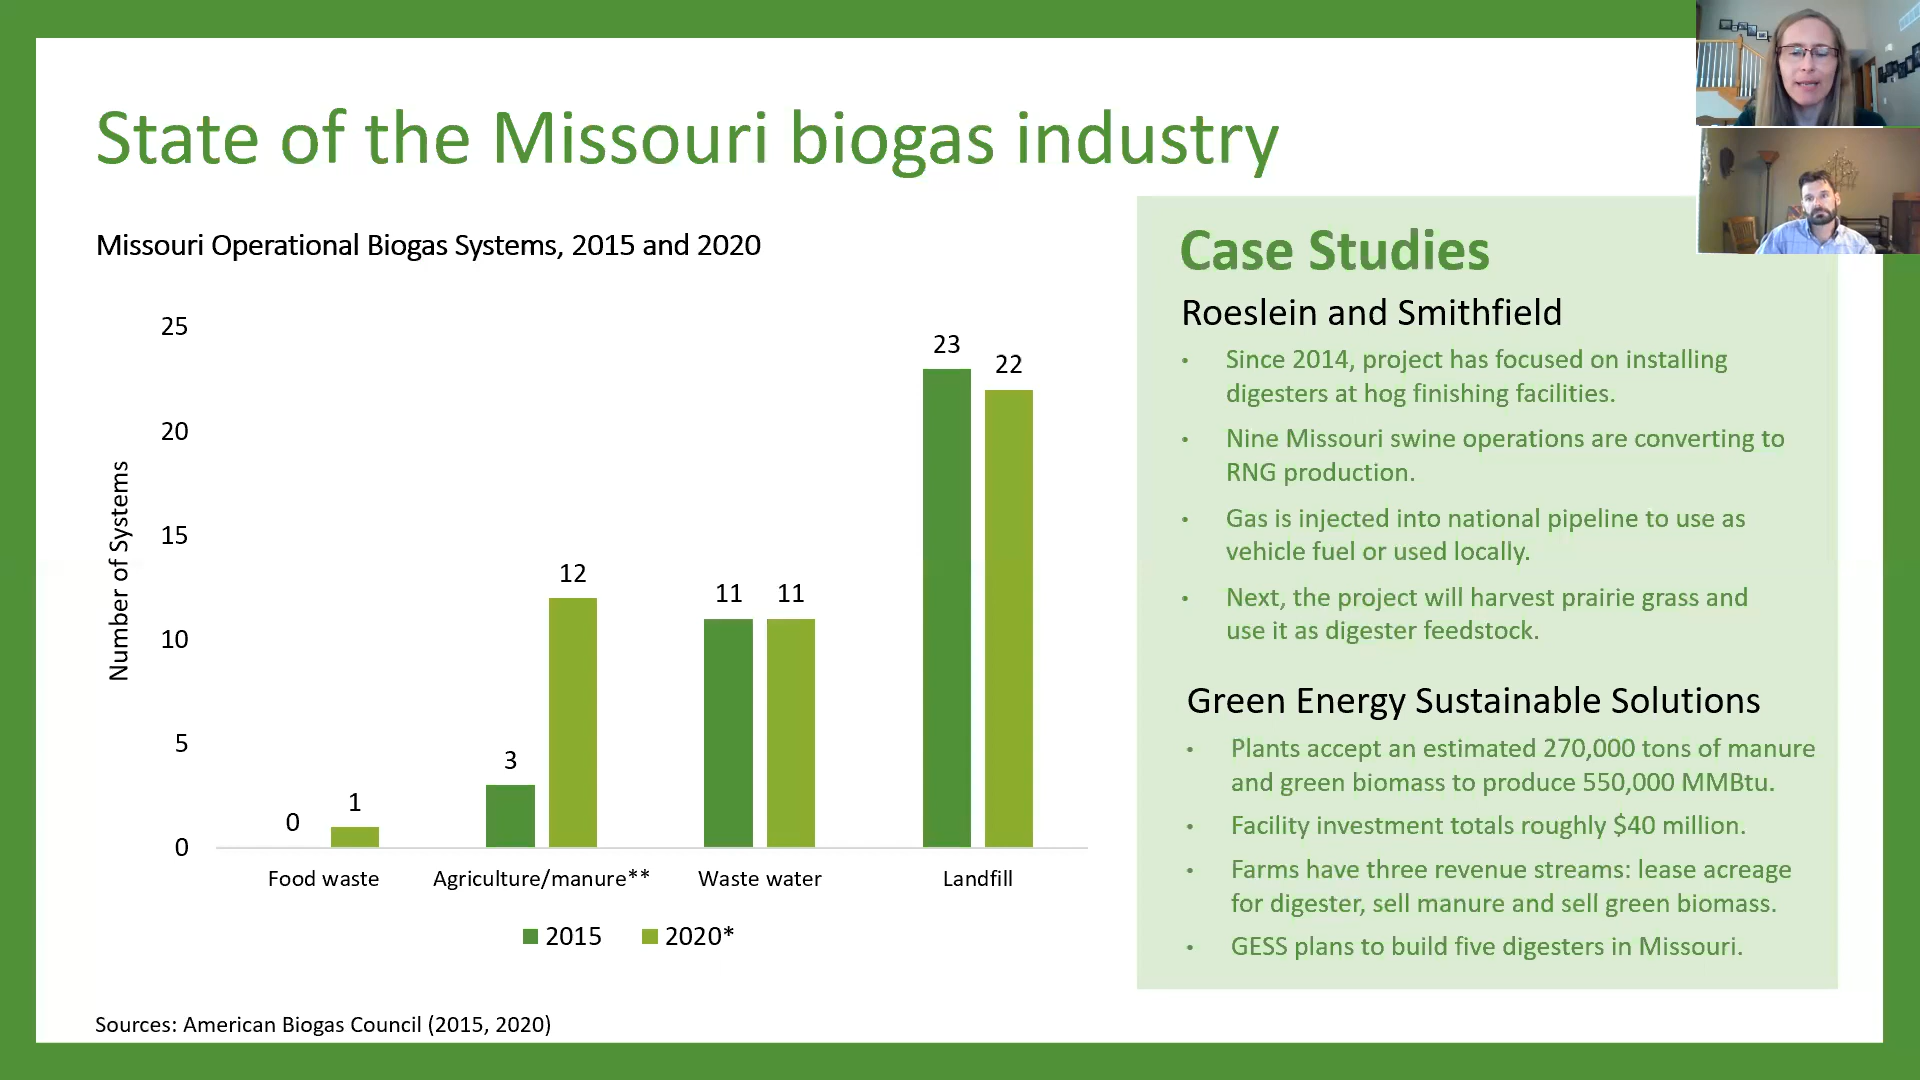 State of the Missouri biogas industry
Missouri Operational Biogas Systems, 2015 and 2020
Number of Systems
25
20
15
10
5
0
0
1
3
12
11
11
23
22
Food waste
Agriculture/manure**
Waste water
Landfill
2015
2020*
Sources: American Biogas Council (2015, 2020)
Case Studies
Roeslein and Smithfield
• Since 2014, project has focused on installing
digesters at hog finishing facilities.
• Nine Missouri swine operations are converting to
RNG production.
• Gas is injected into national pipeline to use as
vehicle fuel or used locally.
• Next, the project will harvest prairie grass and
use it as digester feedstock.
Green Energy Sustainable Solutions
• Plants accept an estimated 270,000 tons of manure
and green biomass to produce 550,000 MMBtu.
• Facility investment totals roughly $40 million.
• Farms have three revenue streams: lease acreage
for digester, sell manure and sell green biomass.
• GESS plans to build five digesters in Missouri.